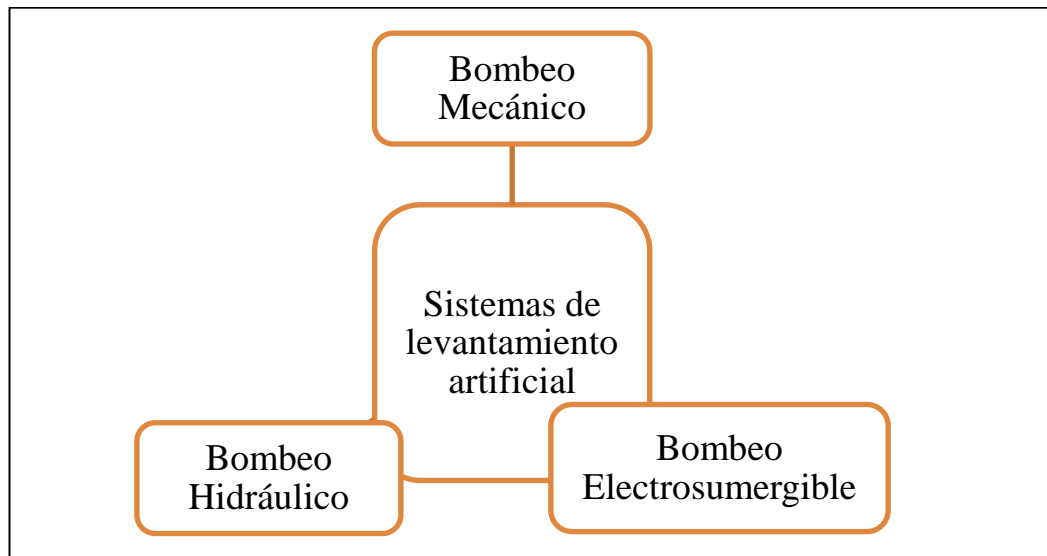 Bombeo
Mecánico
Sistemas de
levantamiento
artificial
Bombeo
Hidráulico
Bombeo
Electrosumergible